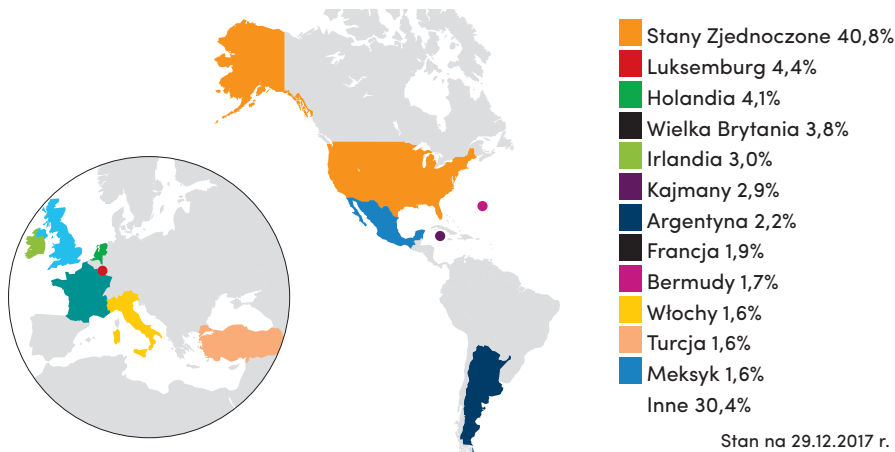 Stany Zjednoczone 40,8%
Luksemburg 4,4%
Holandia 4,1%
Wielka Brytania 3,8%
Irlandia 3,0%
Kajmany 2,9%
Argentyna 2,2%
Francja 1,9%
Bermudy 1,7%
Włochy 1,6%
Turcja 1,6%
Meksyk 1,6%
Inne 30,4%
Stan na 29.12.2017 r.